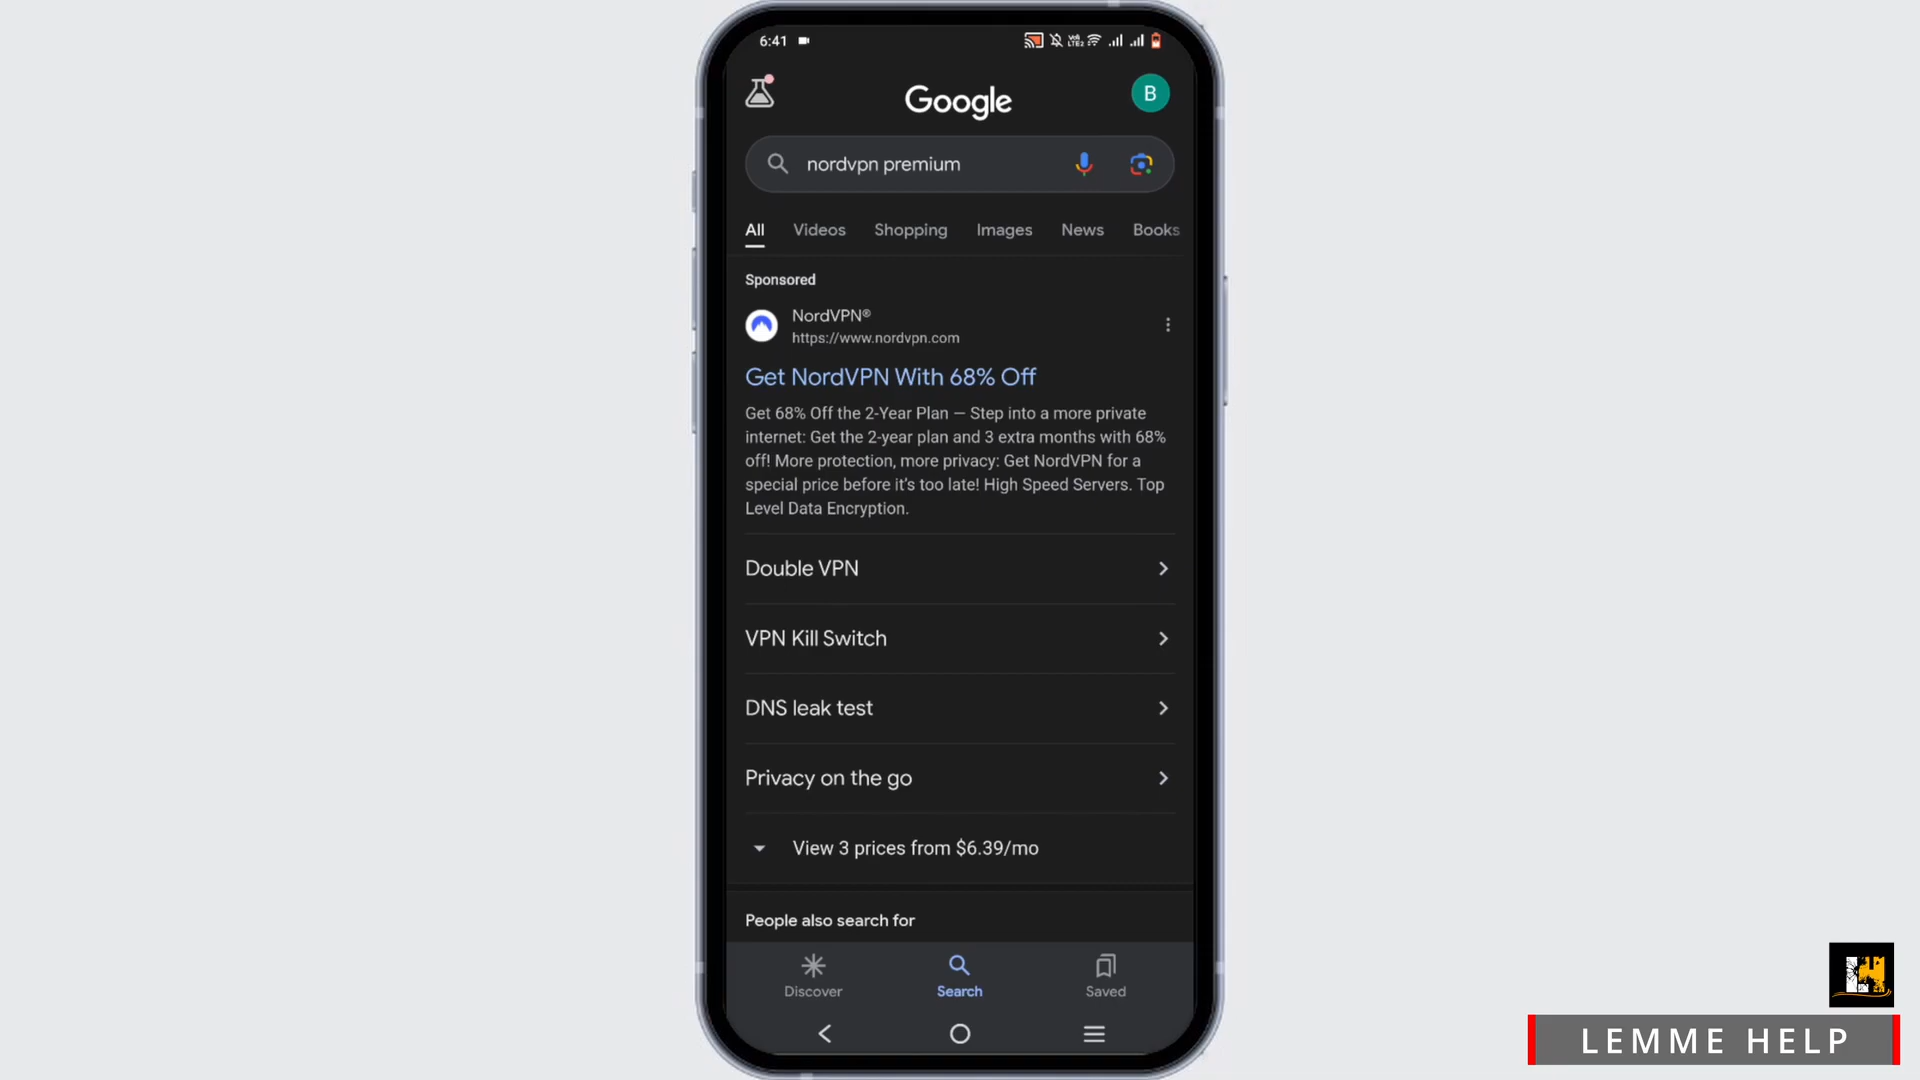 6:41
Google
B
nordvpn premium
All Videos Shopping Images News Books
Sponsored
NordVPN®
https://www.nordvpn.com
Get NordVPN With 68% Off
Get 68% Off the 2-Year Plan — Step into a more private
internet: Get the 2-year plan and 3 extra months with 68%
off! More protection, more privacy: Get NordVPN for a
special price before it's too late! High Speed Servers. Top
Level Data Encryption.
Double VPN
VPN Kill Switch
DNS leak test
Privacy on the go
View 3 prices from $6.39/mo
People also search for
Discover Search Saved
LEMME HELP